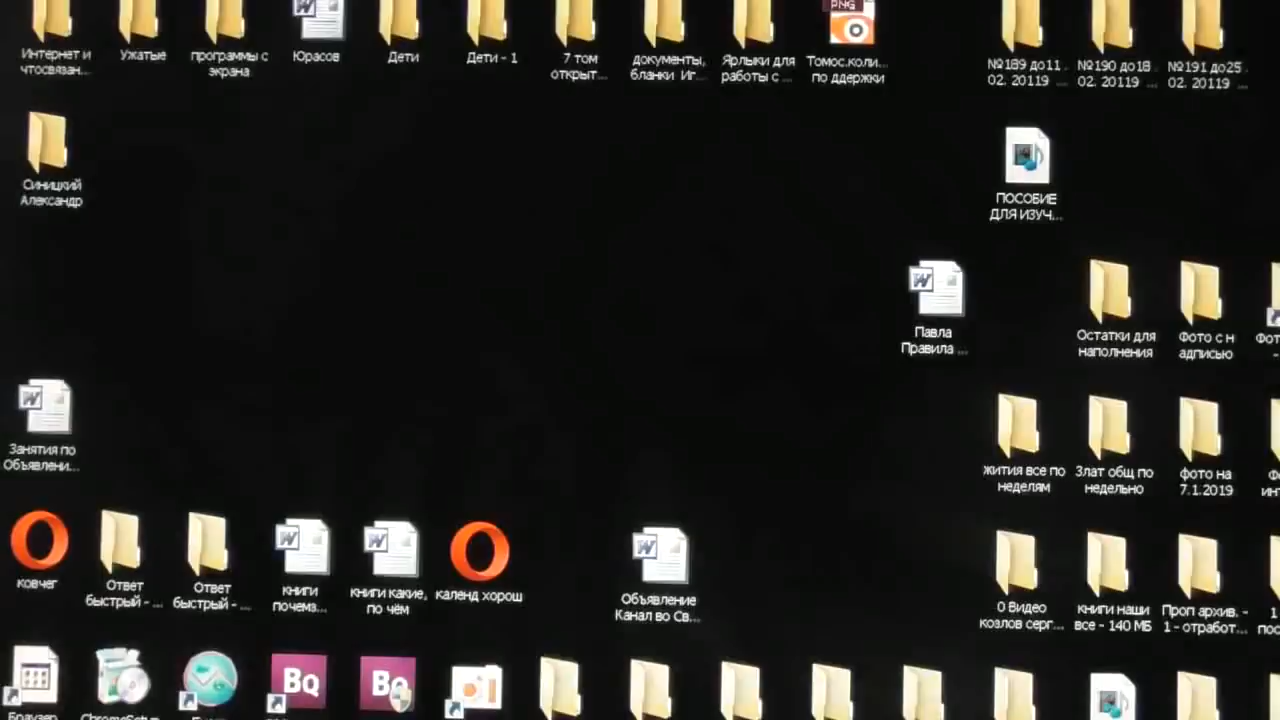 PNG
Интернет и
чтосвязан...
Ужатые
программы с
экрана
Юрасов
Дети
Дети - 1
7 том
открыт...
документы,
бланки Иг...
Ярлыки для
работы с ...
Томос.коли...
по ддержки
№189 до11 .
02. 20119 ...
№190 до18 .
02. 20119 ...
№191 до25 .
02. 20119 ...
Синицкий
Александр
ПОСОБИЕ
ДЛЯ ИЗУЧ...
Павла
Правила ...
Остатки для
наполнения
Фото с н
адписью
Занятия по
Объявлени...
жития все по
неделям
Злат общ по
недельно
фото на
7.1.2019
ковчег
Ответ
быстрый - ...
Ответ
быстрый - ...
книги
почемз...
книги какие,
по чём
календ хорош
Объявление
Канал во Св...
0 Видео
козлов серг...
книги наши
все - 140 МБ
Проп архив. -
1 - отработ...
Bq
Браузер